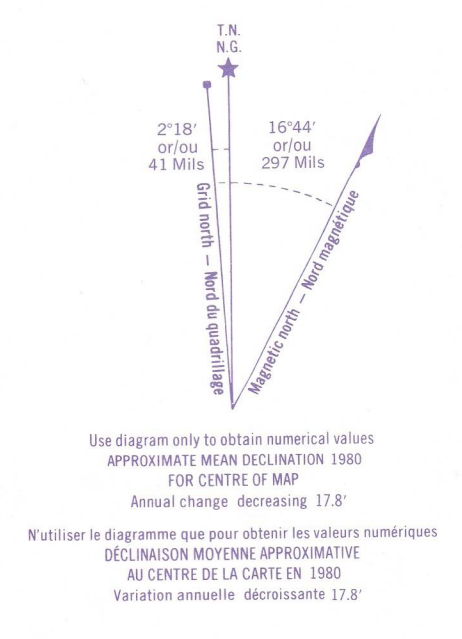 T.N.
N.G.
2°18′
or/ou
41 Mils
16°44′
or/ou
297 Mils
Grid north — Nord du quadrillage
Magnetic north — Nord magnétique
Use diagram only to obtain numerical values
APPROXIMATE MEAN DECLINATION 1980
FOR CENTRE OF MAP
Annual change decreasing 17.8′
N'utiliser le diagramme que pour obtenir les valeurs numériques
DÉCLINAISON MOYENNE APPROXIMATIVE
AU CENTRE DE LA CARTE EN 1980
Variation annuelle décroissante 17.8′